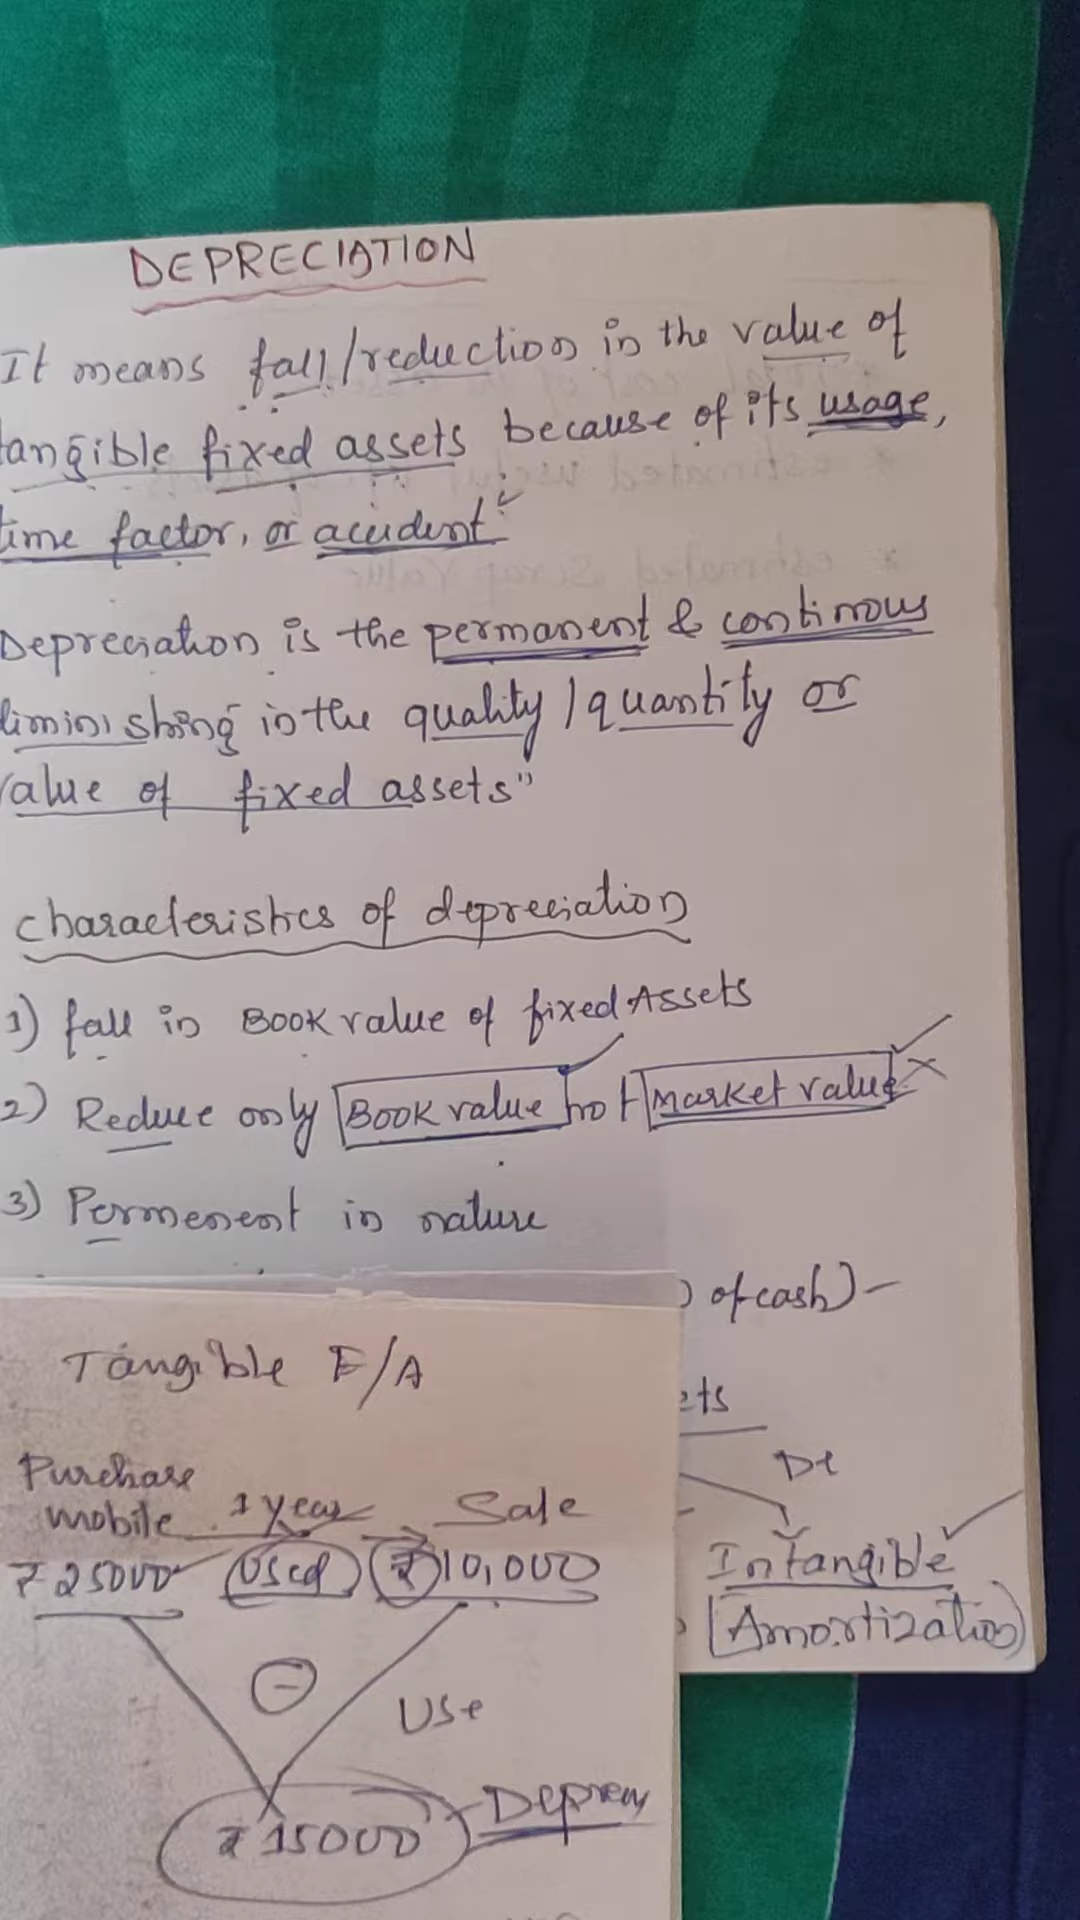 DEPRECIATION
It means fall/reduction in the value of
tangible fixed assets because of its usage,
time factor, or accident
Depreciation is the permanent & continous
diminishing in the quality/quantity or
value of fixed assets"
characteristics of depreciation
1) fall in Book value of fixed Assets
2) Reduce only Book value not Market value x
3) Permenent in nature
of cash) -
ets
De
Intangible
(Amortization)
Tangible F/A
Purchase
mobile 1 year Sale
₹ 25000 Used ₹ 10,000
-
Use
₹ 15000